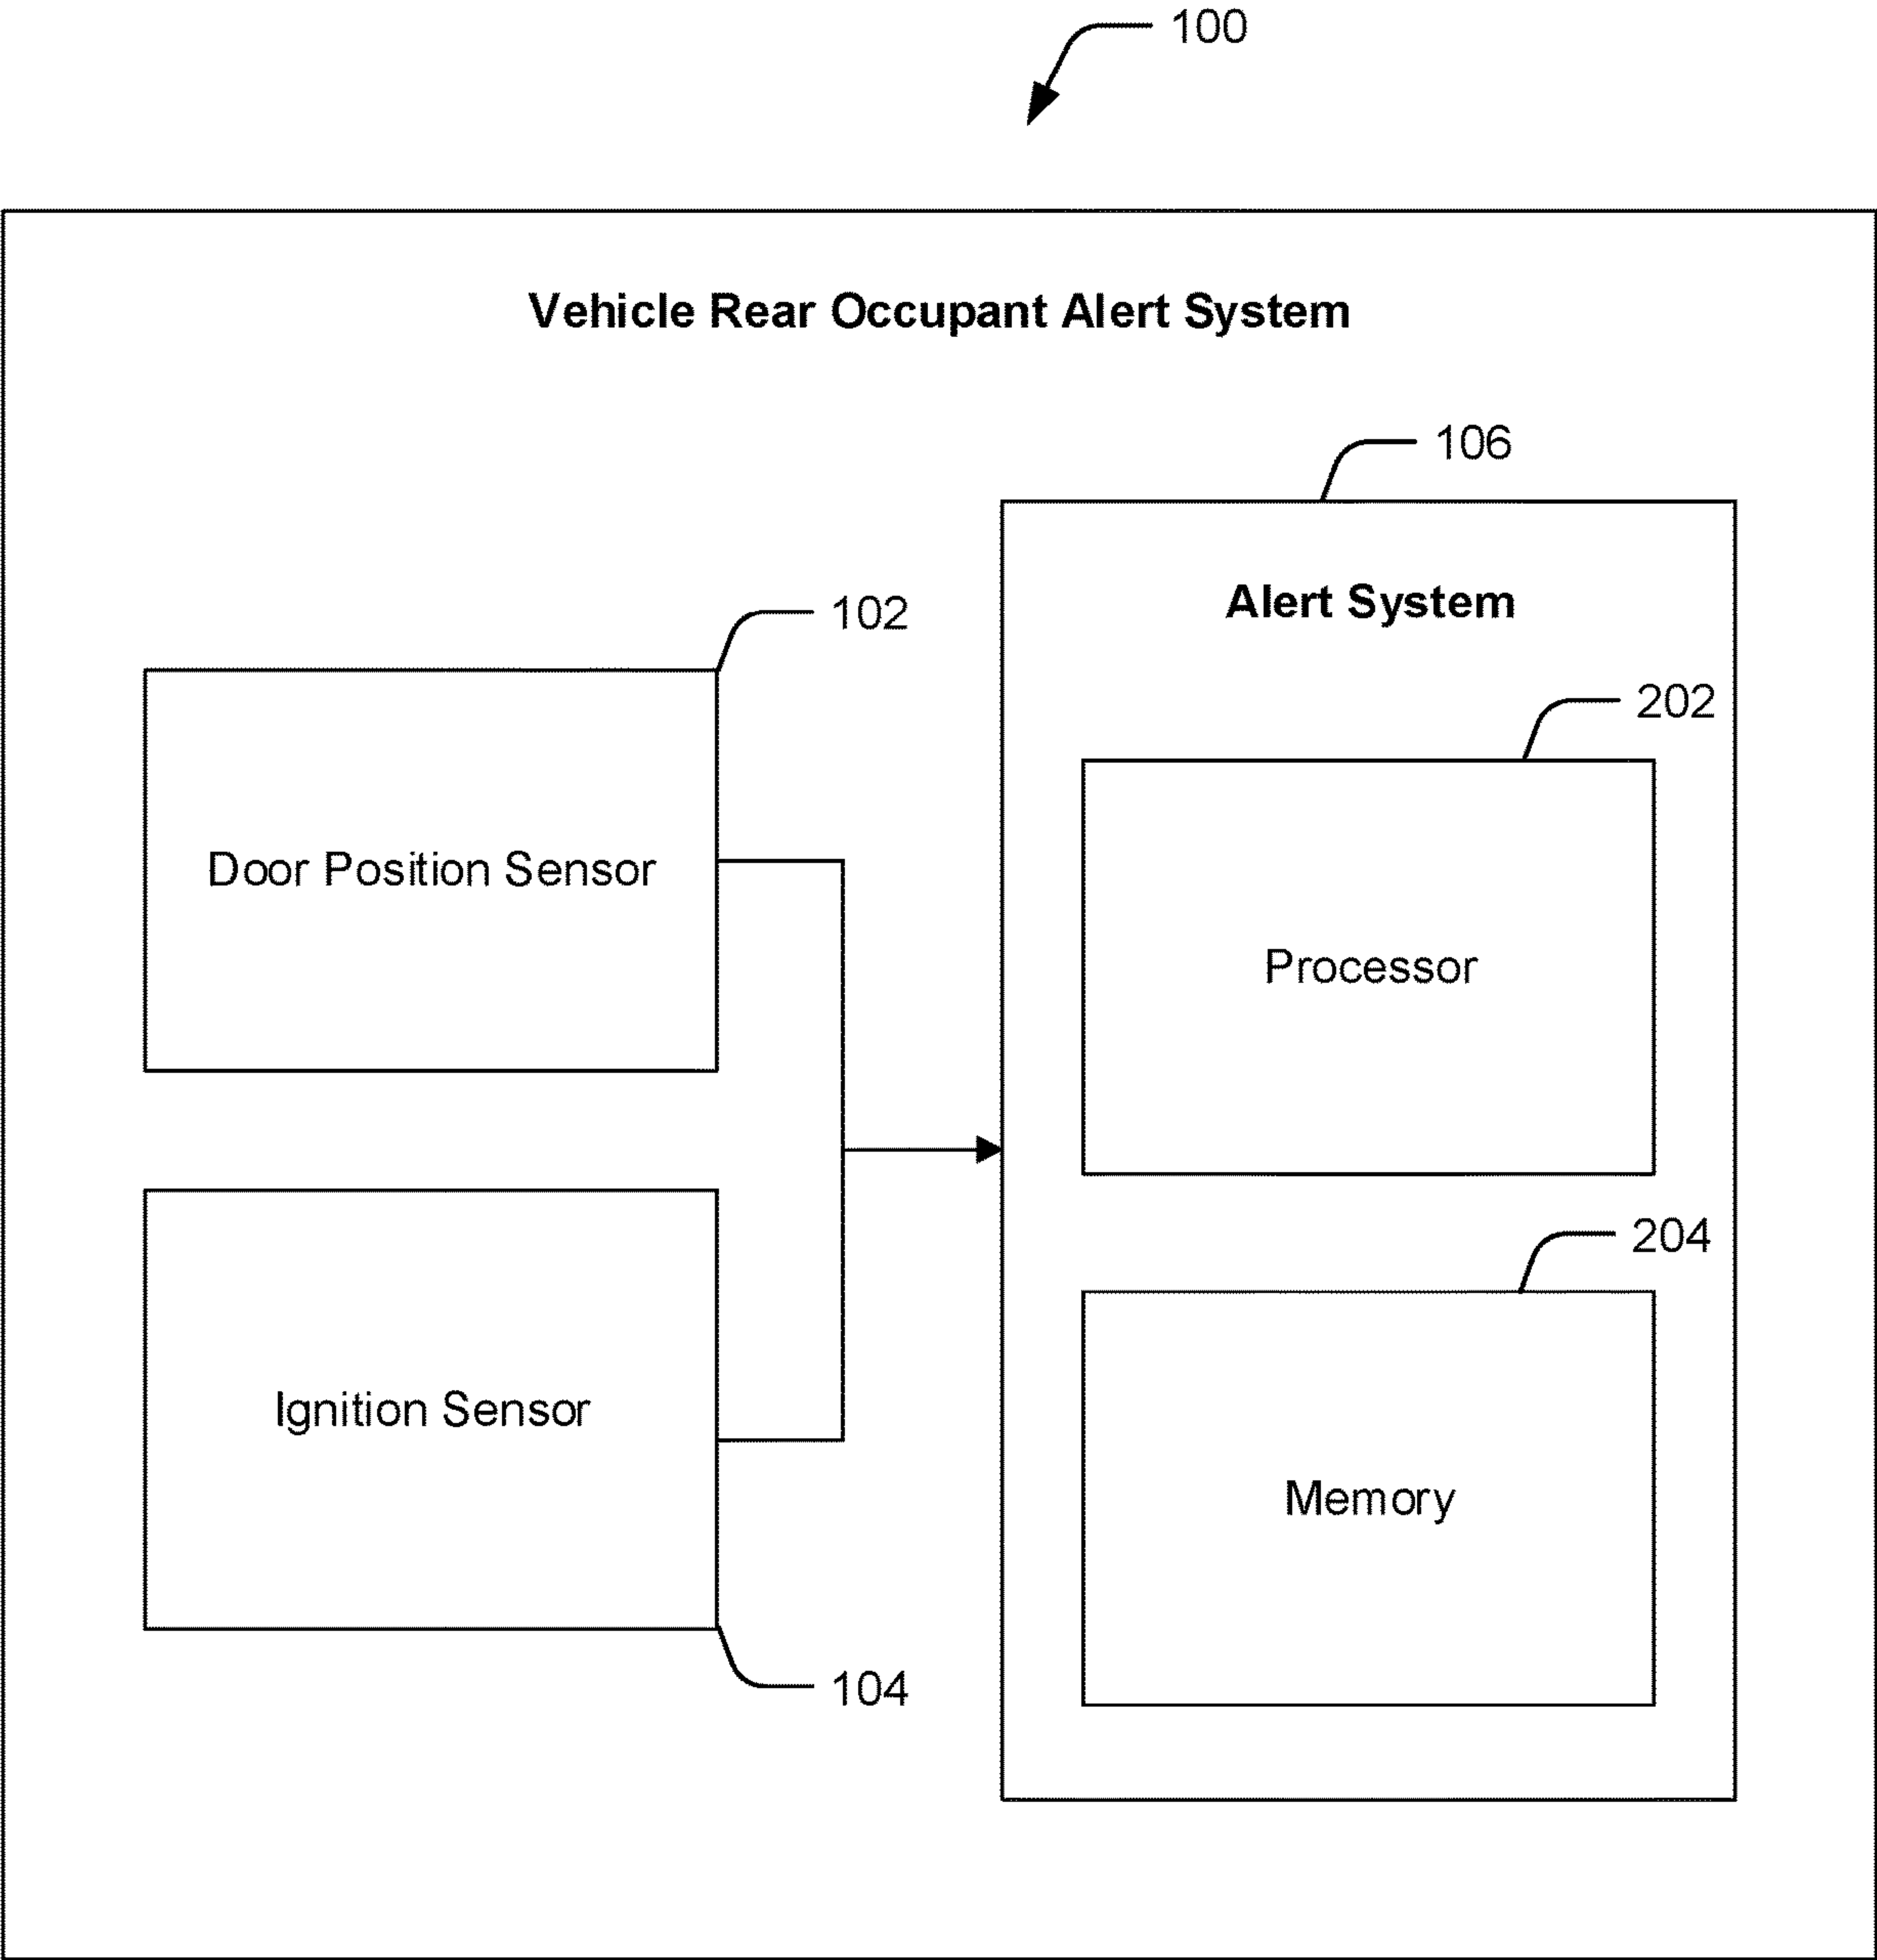 100
Vehicle Rear Occupant Alert System
106
Alert System
102
202
Door Position Sensor
Processor
204
Ignition Sensor
Memory
104